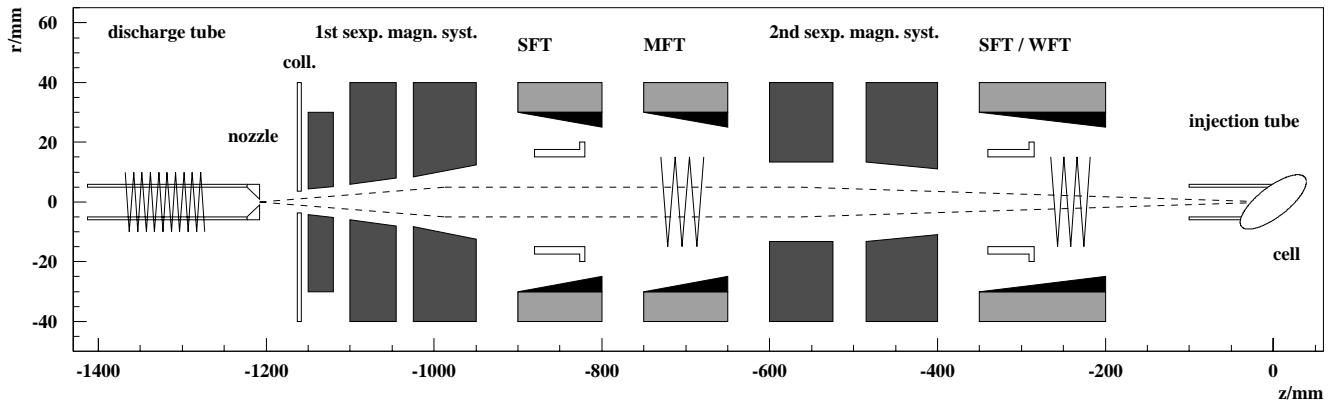 r/mm
60
40
20
0
-20
-40
discharge tube
1st sexp. magn. syst.
2nd sexp. magn. syst.
SFT
MFT
SFT / WFT
coll.
nozzle
injection tube
cell
-1400
-1200
-1000
-800
-600
-400
-200
0
z/mm